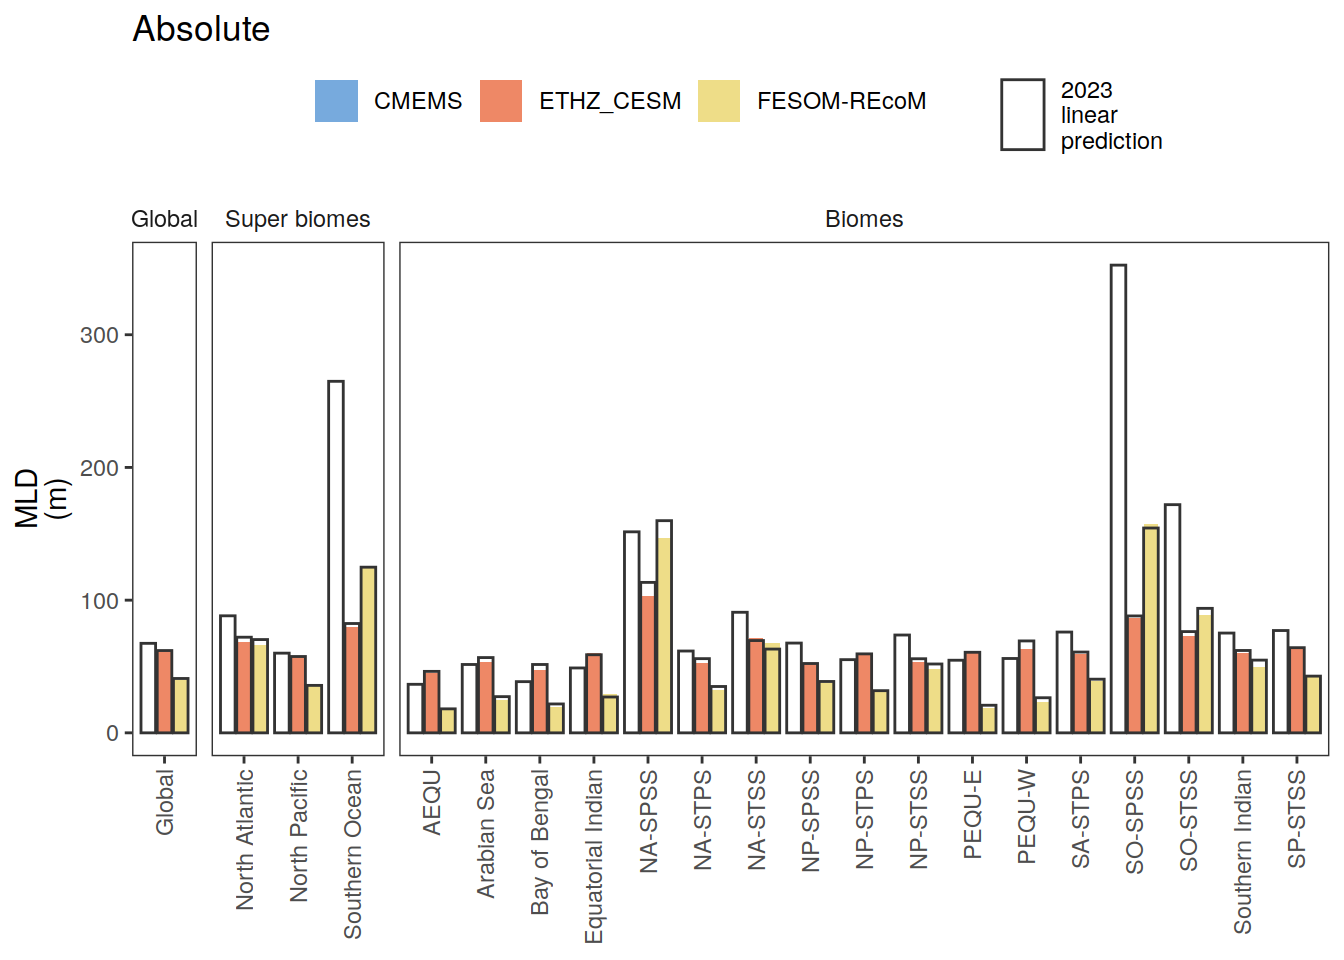 Absolute
CMEMS
ETHZ_CESM
FESOM-REcoM
2023
linear
prediction
Global
Super biomes
Biomes
MLD
(m)
300
200
100
0
Global
North Atlantic
North Pacific
Southern Ocean
AEQU
Arabian Sea
Bay of Bengal
Equatorial Indian
NA-SPSS
NA-STPS
NA-STSS
NP-SPSS
NP-STPS
NP-STSS
PEQU-E
PEQU-W
SA-STPS
SO-SPSS
SO-STSS
Southern Indian
SP-STSS